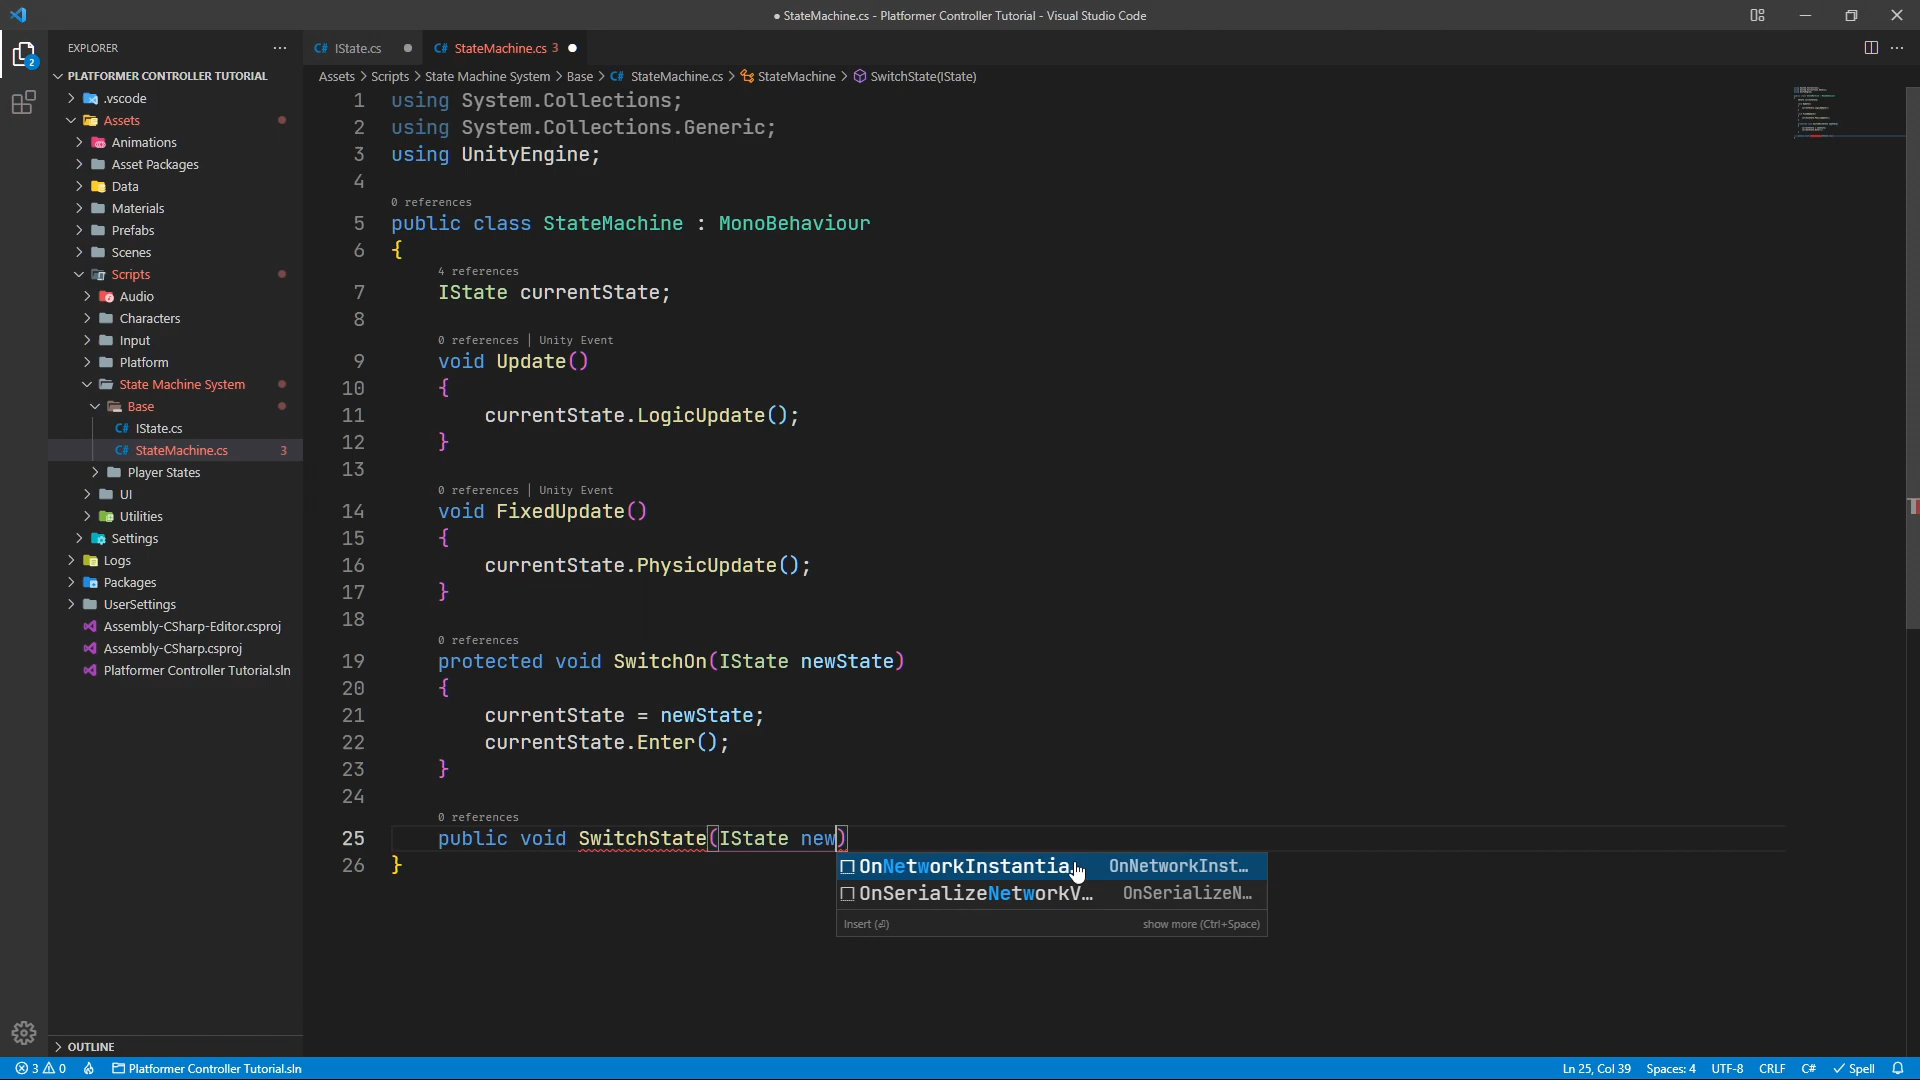 ● StateMachine.cs - Platformer Controller Tutorial - Visual Studio Code
EXPLORER
IState.cs
StateMachine.cs 3
PLATFORMER CONTROLLER TUTORIAL
.vscode
Assets
Animations
Asset Packages
Data
Materials
Prefabs
Scenes
Scripts
Audio
Characters
Input
Platform
State Machine System
Base
IState.cs
StateMachine.cs 3
Player States
UI
Utilities
Settings
Logs
Packages
UserSettings
Assembly-CSharp-Editor.csproj
Assembly-CSharp.csproj
Platformer Controller Tutorial.sln
OUTLINE
2
Assets > Scripts > State Machine System > Base > StateMachine.cs > StateMachine > SwitchState(IState)
1 using System.Collections;
2 using System.Collections.Generic;
3 using UnityEngine;
4
0 references
5 public class StateMachine : MonoBehaviour
6 {
4 references
7 IState currentState;
8
0 references | Unity Event
9 void Update()
10 {
11 currentState.LogicUpdate();
12 }
13
0 references | Unity Event
14 void FixedUpdate()
15 {
16 currentState.PhysicUpdate();
17 }
18
0 references
19 protected void SwitchOn(IState newState)
20 {
21 currentState = newState;
22 currentState.Enter();
23 }
24
0 references
25 public void SwitchState(IState new)
26 }
OnNetworkInstantia… OnNetworkInst…
OnSerializeNetworkV… OnSerializeN…
Insert (⏎) show more (Ctrl+Space)
3 0 Platformer Controller Tutorial.sln
Ln 25, Col 39 Spaces: 4 UTF-8 CRLF C# Spell